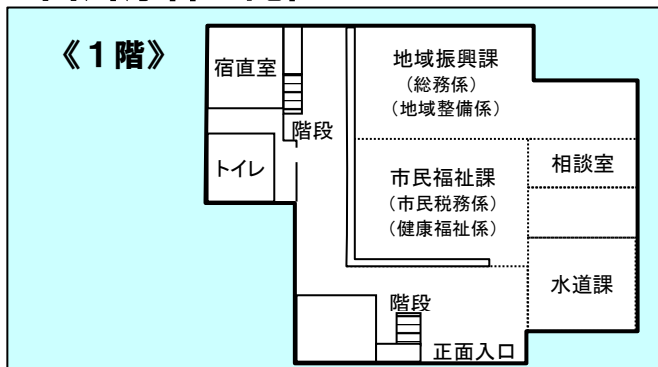 《1階》
宿直室
階段
トイレ
地域振興課
(総務係)
(地域整備係)
市民福祉課
(市民税務係)
(健康福祉係)
相談室
水道課
階段
正面入口